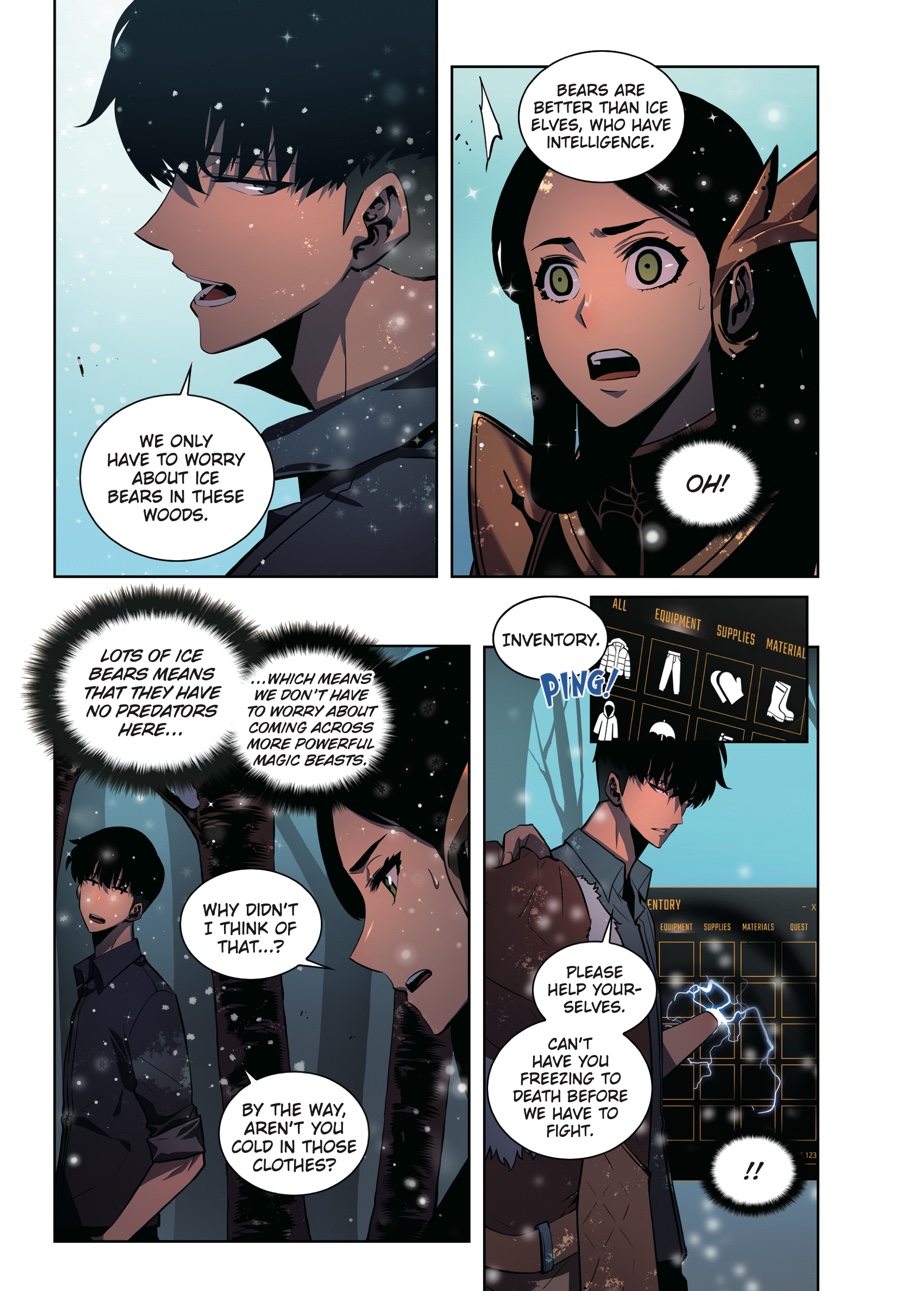 WE ONLY
HAVE TO WORRY
ABOUT ICE
BEARS IN THESE
WOODS.
BEARS ARE
BETTER THAN ICE
ELVES, WHO HAVE
INTELLIGENCE.
OH!
LOTS OF ICE
BEARS MEANS
THAT THEY HAVE
NO PREDATORS
HERE...
...WHICH MEANS
WE DON'T HAVE
TO WORRY ABOUT
COMING ACROSS
MORE POWERFUL
MAGIC BEASTS.
WHY DIDN'T
I THINK OF
THAT...?
BY THE WAY,
AREN'T YOU
COLD IN THOSE
CLOTHES?
INVENTORY.
PING!
ALL EQUIPMENT SUPPLIES MATERIAL
ENTORY – X
EQUIPMENT SUPPLIES MATERIALS QUEST
PLEASE
HELP YOUR-
SELVES.
CAN'T
HAVE YOU
FREEZING TO
DEATH BEFORE
WE HAVE TO
FIGHT.
123
!!